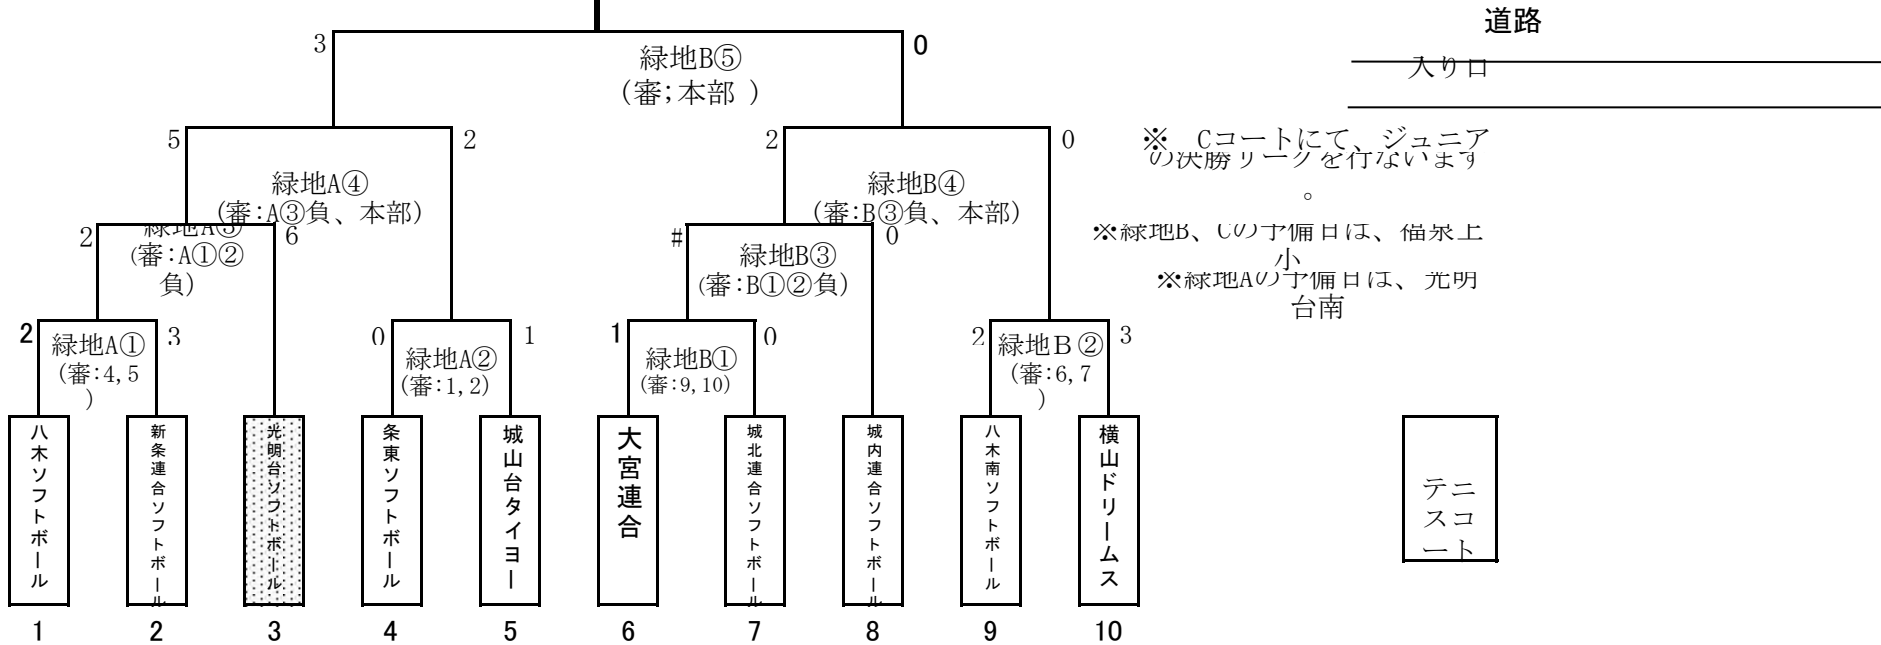 道路
3
0
緑地B⑤
(審;本部 )
入り口
5
2
2
0
※ Cコートにて、ジュニア
の決勝リーグを行ないます
。
緑地A④
(審:A③負、本部)
緑地B④
(審:B③負、本部)
2
緑地A③
6
(審:A①②
負)
#
0
緑地B③
(審:B①②負)
※緑地B、Cの予備日は、福泉上
小
※緑地Aの予備日は、光明
台南
2
緑地A①
3
(審:4,5
)
0
緑地A②
1
(審:1,2)
1
緑地B①
0
(審:9,10)
2
緑地B②
3
(審:6,7
)
八木ソフトボール
新条連合ソフトボール
光明台ソフトボール
条東ソフトボール
城山台タイヨー
大宮連合
城北連合ソフトボール
城内連合ソフトボール
八木南ソフトボール
横山ドリームス
テニ
スコ
ート
1
2
3
4
5
6
7
8
9
10